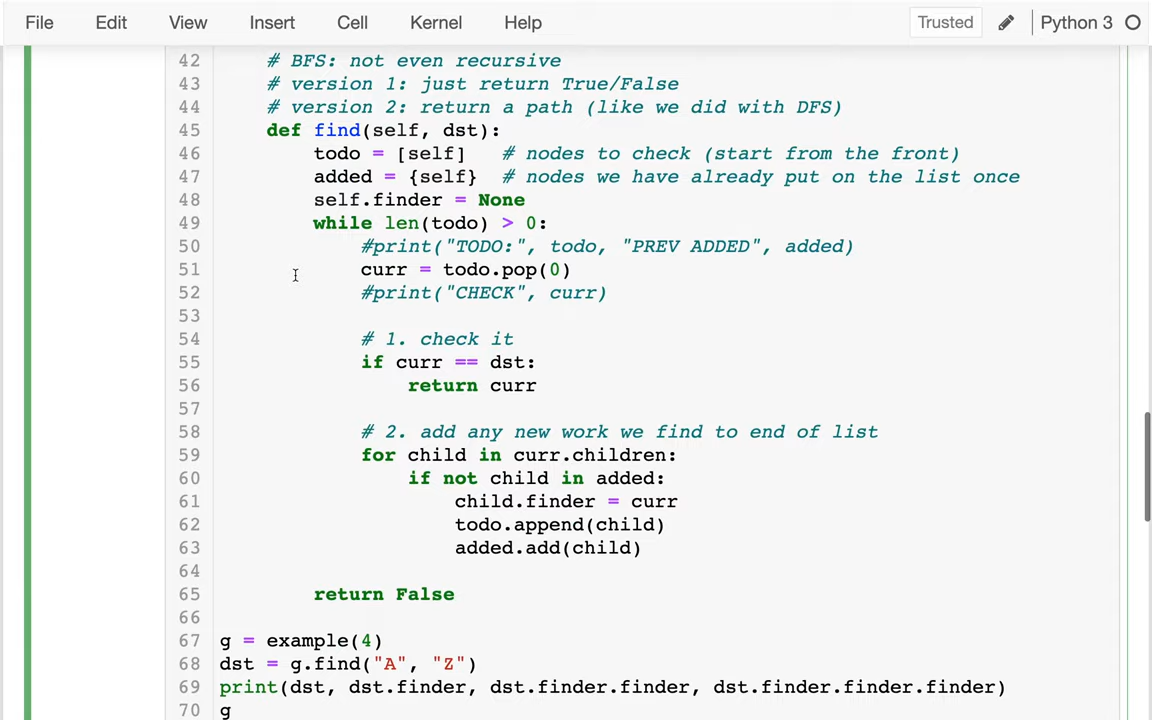 File Edit View Insert Cell Kernel Help Trusted Python 3
42 # BFS: not even recursive
43 # version 1: just return True/False
44 # version 2: return a path (like we did with DFS)
45 def find(self, dst):
46 todo = [self] # nodes to check (start from the front)
47 added = {self} # nodes we have already put on the list once
48 self.finder = None
49 while len(todo) > 0:
50 #print("TODO:", todo, "PREV ADDED", added)
51 curr = todo.pop(0)
52 #print("CHECK", curr)
53
54 # 1. check it
55 if curr == dst:
56 return curr
57
58 # 2. add any new work we find to end of list
59 for child in curr.children:
60 if not child in added:
61 child.finder = curr
62 todo.append(child)
63 added.add(child)
64
65 return False
66
67 g = example(4)
68 dst = g.find("A", "Z")
69 print(dst, dst.finder, dst.finder.finder, dst.finder.finder.finder)
70 g